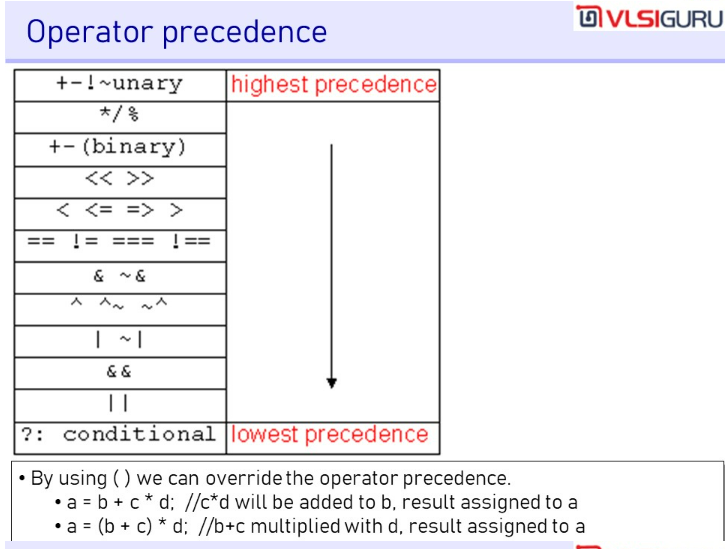 Operator precedence
VLSIGURU
+-!~unary highest precedence
*/%
+-(binary)
<< >>
< <= => >
== != === !==
& ~&
^ ^~ ~^
| ~|
&&
||
?: conditional lowest precedence
• By using ( ) we can override the operator precedence.
• a = b + c * d; //c*d will be added to b, result assigned to a
• a = (b + c) * d; //b+c multiplied with d, result assigned to a